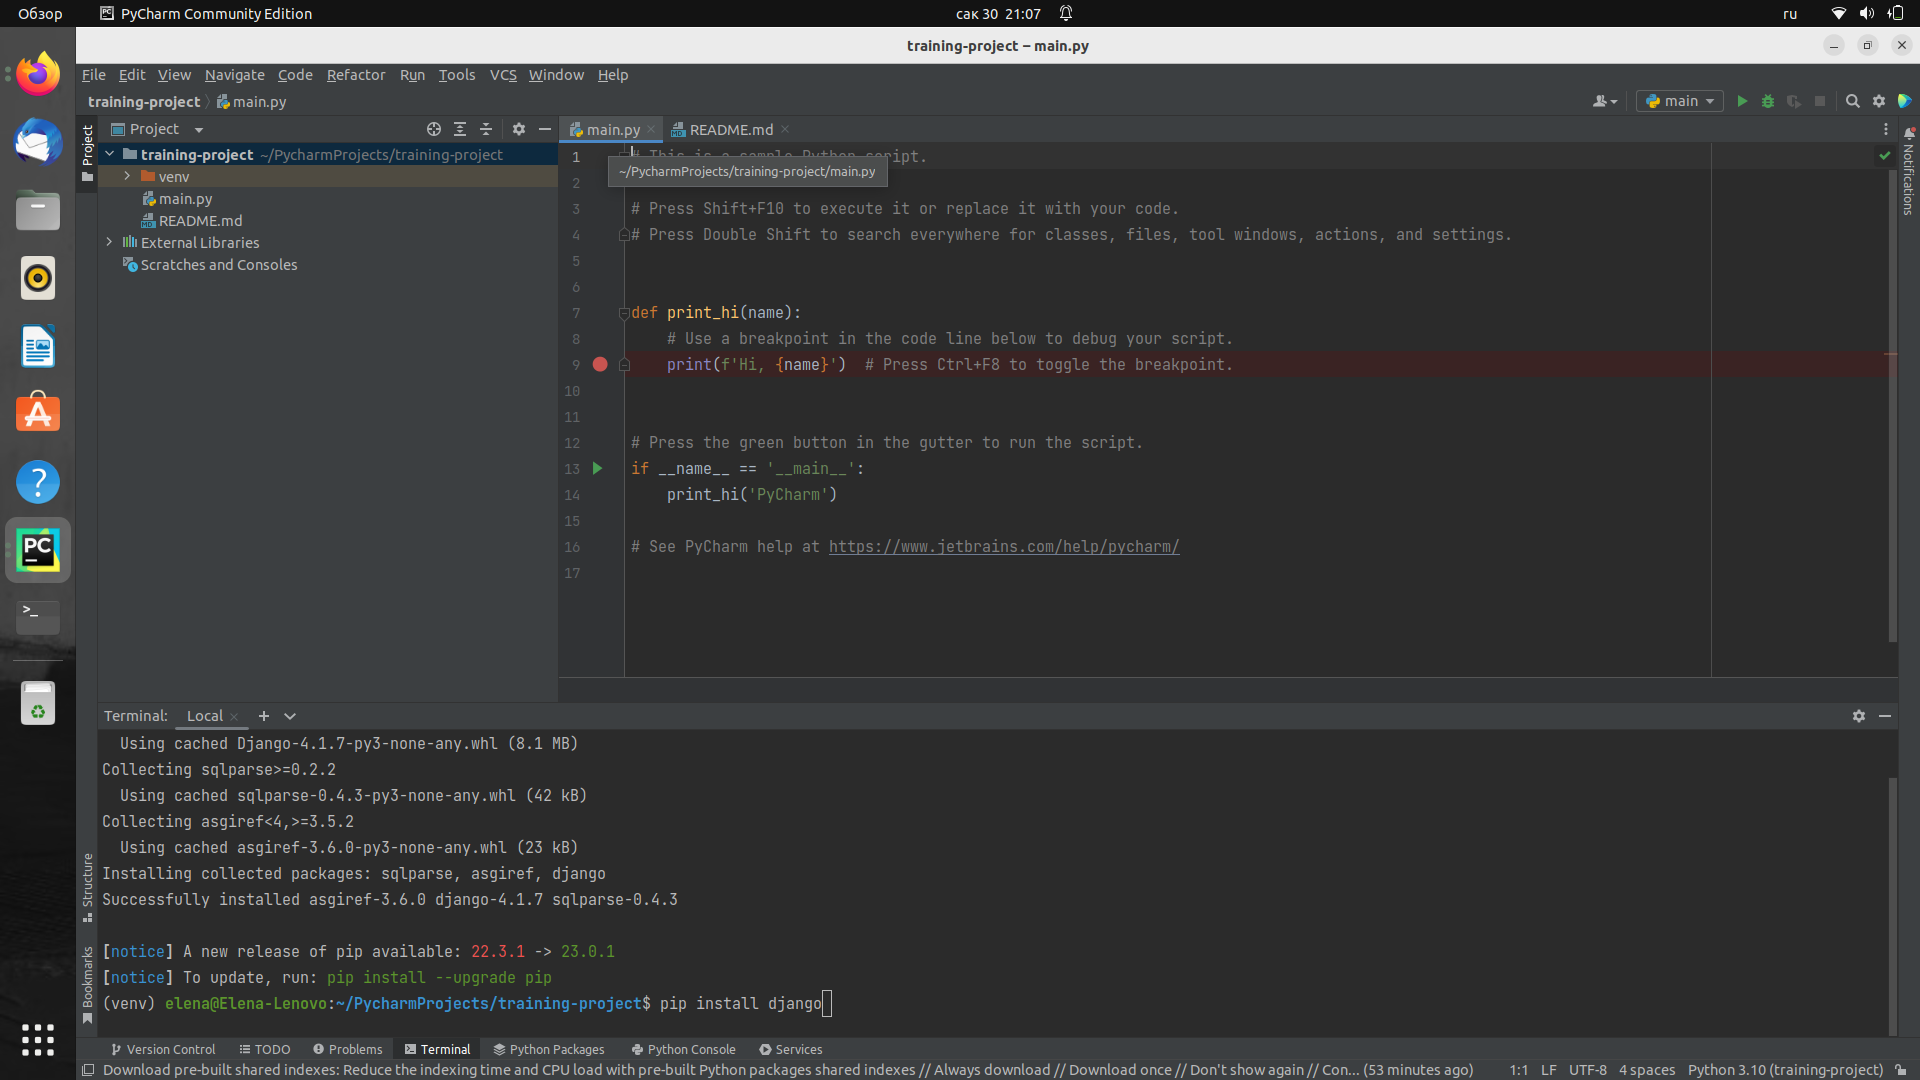 Обзор
PyCharm Community Edition
сак 30 21:07
ru
training-project – main.py
File Edit View Navigate Code Refactor Run Tools VCS Window Help
training-project main.py
main
Project
main.py
README.md
training-project ~/PycharmProjects/training-project
venv
main.py
README.md
External Libraries
Scratches and Consoles
Project
Structure
Bookmarks
Notifications
1 # This is a sample Python script.
~/PycharmProjects/training-project/main.py
2
3 # Press Shift+F10 to execute it or replace it with your code.
4 # Press Double Shift to search everywhere for classes, files, tool windows, actions, and settings.
5
6
7 def print_hi(name):
8 # Use a breakpoint in the code line below to debug your script.
9 print(f'Hi, {name}') # Press Ctrl+F8 to toggle the breakpoint.
10
11
12 # Press the green button in the gutter to run the script.
13 if __name__ == '__main__':
14 print_hi('PyCharm')
15
16 # See PyCharm help at https://www.jetbrains.com/help/pycharm/
17
Terminal: Local
Using cached Django-4.1.7-py3-none-any.whl (8.1 MB)
Collecting sqlparse>=0.2.2
Using cached sqlparse-0.4.3-py3-none-any.whl (42 kB)
Collecting asgiref<4,>=3.5.2
Using cached asgiref-3.6.0-py3-none-any.whl (23 kB)
Installing collected packages: sqlparse, asgiref, django
Successfully installed asgiref-3.6.0 django-4.1.7 sqlparse-0.4.3
[notice] A new release of pip available: 22.3.1 -> 23.0.1
[notice] To update, run: pip install --upgrade pip
(venv) elena@Elena-Lenovo:~/PycharmProjects/training-project$ pip install django
Version Control TODO Problems Terminal Python Packages Python Console Services
Download pre-built shared indexes: Reduce the indexing time and CPU load with pre-built Python packages shared indexes // Always download // Download once // Don't show again // Con... (53 minutes ago) 1:1 LF UTF-8 4 spaces Python 3.10 (training-project)